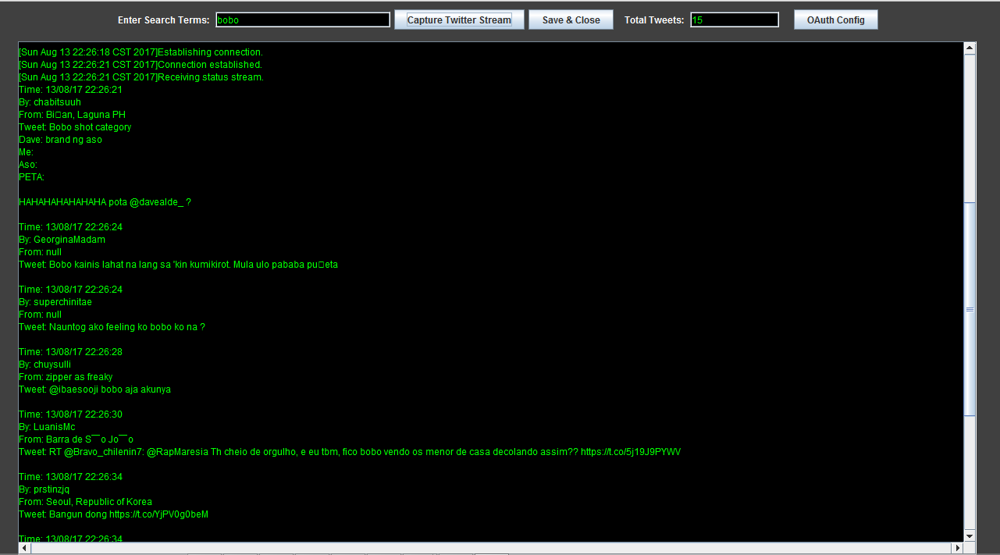 Enter Search Terms: bobo Capture Twitter Stream Save & Close Total Tweets: 15 OAuth Config
[Sun Aug 13 22:26:18 CST 2017]Establishing connection.
[Sun Aug 13 22:26:21 CST 2017]Connection established.
[Sun Aug 13 22:26:21 CST 2017]Receiving status stream.
Time: 13/08/17 22:26:21
By: chabitsuuh
From: Bi□an, Laguna PH
Tweet: Bobo shot category
Dave: brand ng aso
Me:
Aso:
PETA:
HAHAHAHAHAHAHA pota @davealde_ ?
Time: 13/08/17 22:26:24
By: GeorginaMadam
From: null
Tweet: Bobo kainis lahat na lang sa 'kin kumikirot. Mula ulo pababa pu□eta
Time: 13/08/17 22:26:24
By: superchinitae
From: null
Tweet: Nauntog ako feeling ko bobo ko na ?
Time: 13/08/17 22:26:28
By: chuysulli
From: zipper as freaky
Tweet: @ibaesooji bobo aja akunya
Time: 13/08/17 22:26:30
By: LuanisMc
From: Barra de S¯o Jo¯o
Tweet: RT @Bravo_chilenin7: @RapMaresia Th cheio de orgulho, e eu tbm, fico bobo vendo os menor de casa decolando assim?? https://t.co/5j19J9PYWV
Time: 13/08/17 22:26:34
By: prstinzjq
From: Seoul, Republic of Korea
Tweet: Bangun dong https://t.co/YjPV0g0beM
Time: 13/08/17 22:26:34